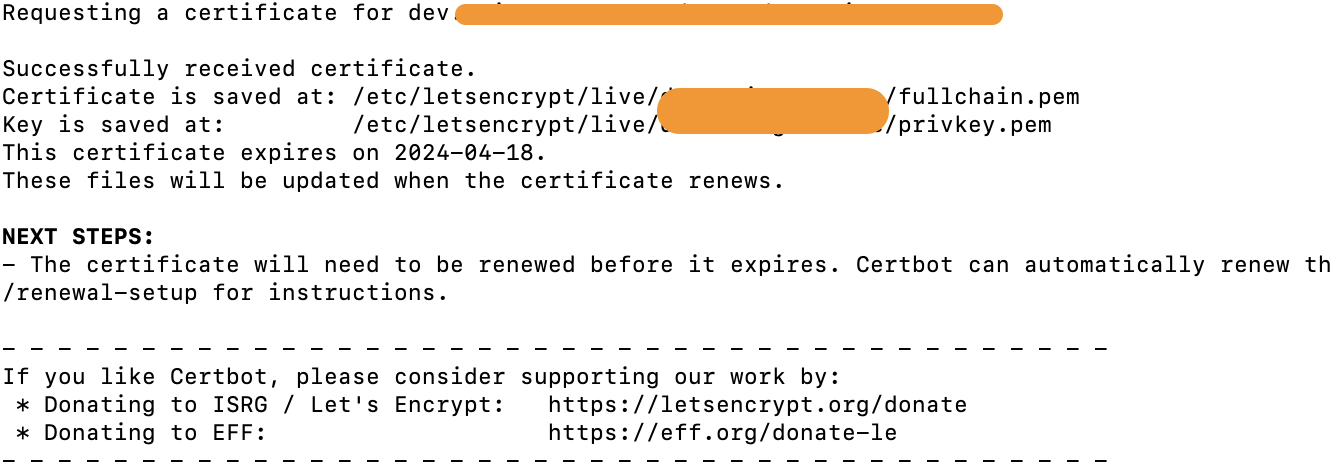 Requesting a certificate for dev.
Successfully received certificate.
Certificate is saved at: /etc/letsencrypt/live/ /fullchain.pem
Key is saved at:         /etc/letsencrypt/live/ /privkey.pem
This certificate expires on 2024-04-18.
These files will be updated when the certificate renews.
NEXT STEPS:
- The certificate will need to be renewed before it expires. Certbot can automatically renew th
/renewal-setup for instructions.
- - - - - - - - - - - - - - - - - - - - - - - - - - - - - - - - - - - - - - - -
If you like Certbot, please consider supporting our work by:
 * Donating to ISRG / Let's Encrypt:   https://letsencrypt.org/donate
 * Donating to EFF:                    https://eff.org/donate-le
- - - - - - - - - - - - - - - - - - - - - - - - - - - - - - - - - - - - - - - -